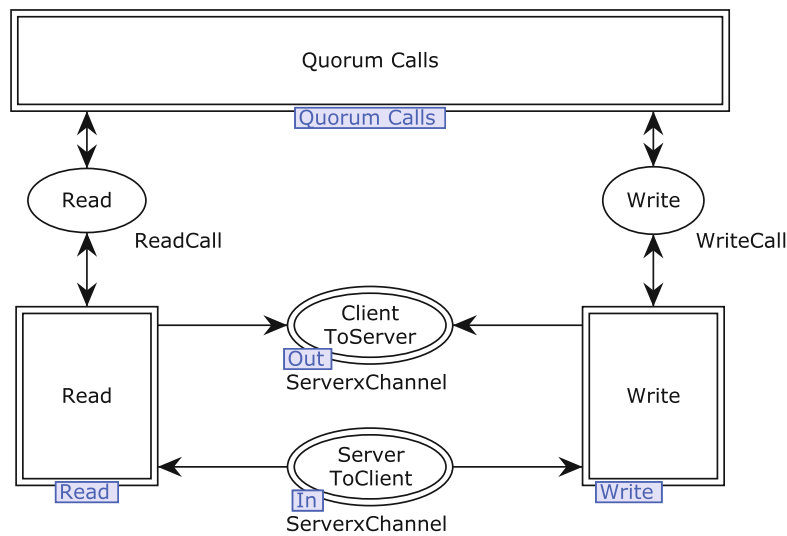 Quorum Calls
Quorum Calls
Read
Write
ReadCall
WriteCall
Client
ToServer
Out
ServerxChannel
Read
Write
Server
ToClient
In
Read
Write
ServerxChannel